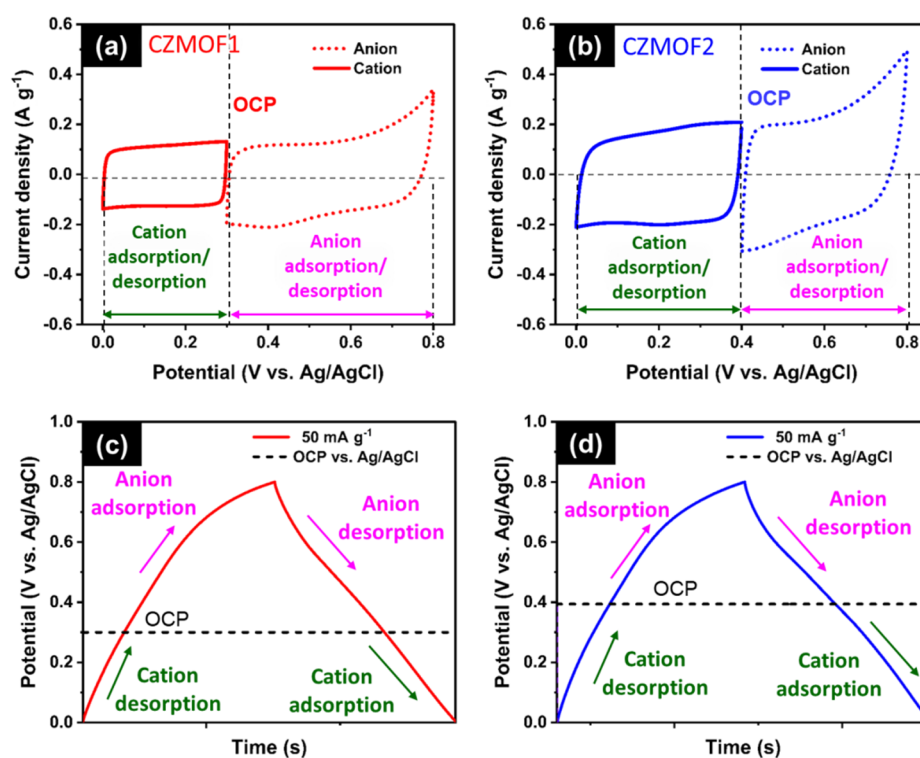 (a)
CZMOF1
Anion
Cation
OCP
Cation
adsorption/
desorption
Anion
adsorption/
desorption
Current density (A g⁻¹)
0.6
0.4
0.2
0.0
-0.2
-0.4
-0.6
0.0
0.2
0.4
0.6
0.8
Potential (V vs. Ag/AgCl)
(b)
CZMOF2
Anion
Cation
OCP
Cation
adsorption/
desorption
Anion
adsorption/
desorption
Current density (A g⁻¹)
0.6
0.4
0.2
0.0
-0.2
-0.4
-0.6
0.0
0.2
0.4
0.6
0.8
Potential (V vs. Ag/AgCl)
(c)
50 mA g⁻¹
OCP vs. Ag/AgCl
Anion
adsorption
Anion
desorption
OCP
Cation
desorption
Cation
adsorption
Potential (V vs. Ag/AgCl)
1.0
0.8
0.6
0.4
0.2
0.0
Time (s)
(d)
50 mA g⁻¹
OCP vs. Ag/AgCl
Anion
adsorption
Anion
desorption
OCP
Cation
desorption
Cation
adsorption
Potential (V vs. Ag/AgCl)
1.0
0.8
0.6
0.4
0.2
0.0
Time (s)